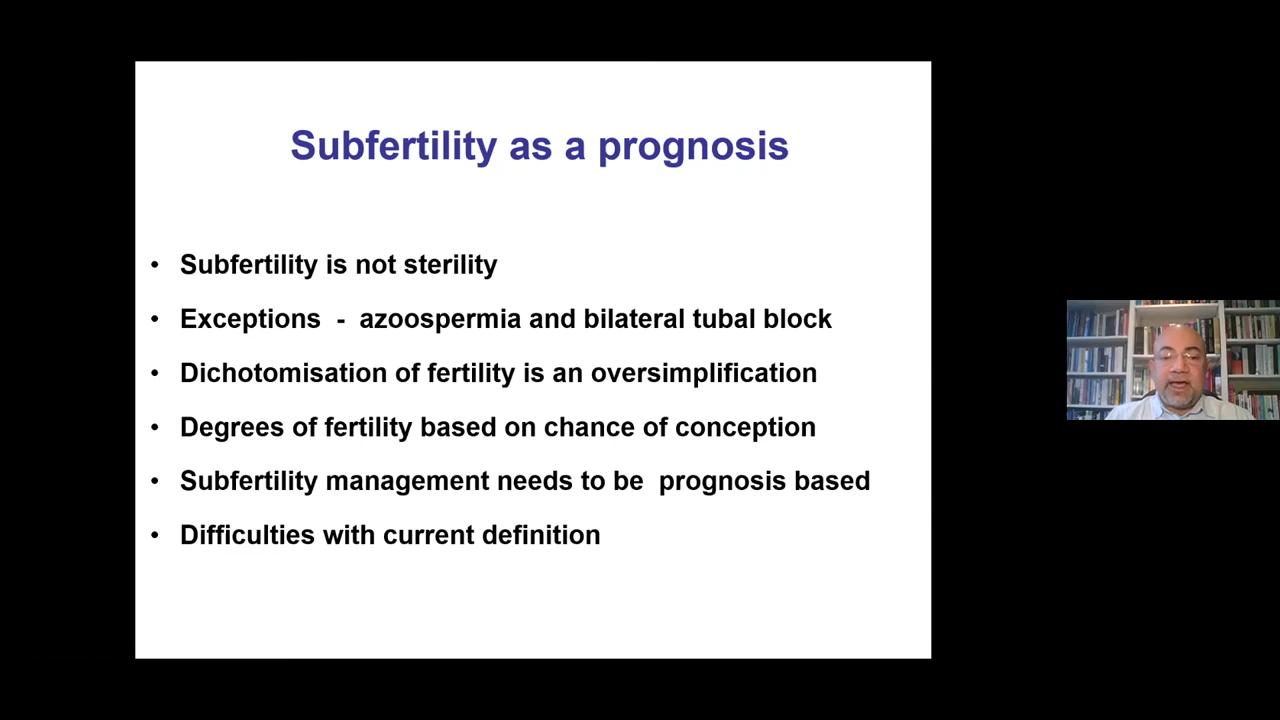 Subfertility as a prognosis
• Subfertility is not sterility
• Exceptions - azoospermia and bilateral tubal block
• Dichotomisation of fertility is an oversimplification
• Degrees of fertility based on chance of conception
• Subfertility management needs to be prognosis based
• Difficulties with current definition